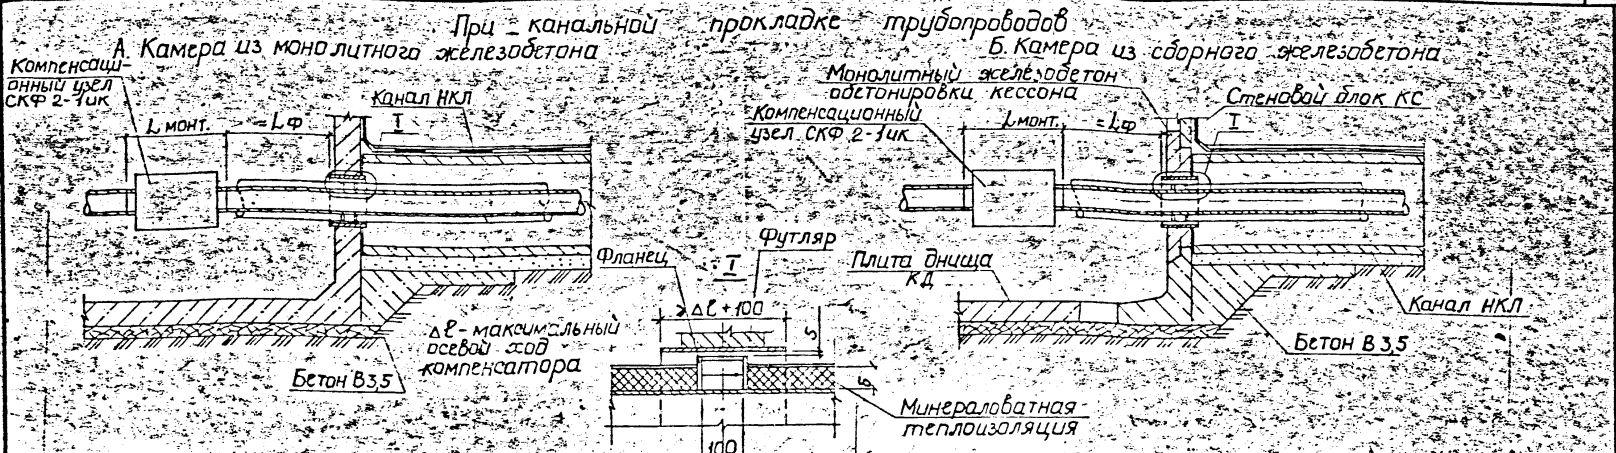 При - канальной прокладке трубопроводов
А. Камера из монолитного железобетона
Компенсаци-
онный узел
СКФ 2-1ик
Канал НКЛ
I
Lмонт.
Lф
Б. Камера из сборного железобетона
Монолитный железобетон
обетонировки кессона
Стеновой блок КС
Компенсационный
узел СКФ 2-1ик
Lмонт.
=Lф
I
Фланец
I
Футляр
≥Δℓ+100
5
Δℓ - максимальный
осевой ход
компенсатора
Бетон В3,5
Плита днища
КД
Канал НКЛ
Бетон В3,5
Минераловатная
теплоизоляция
100